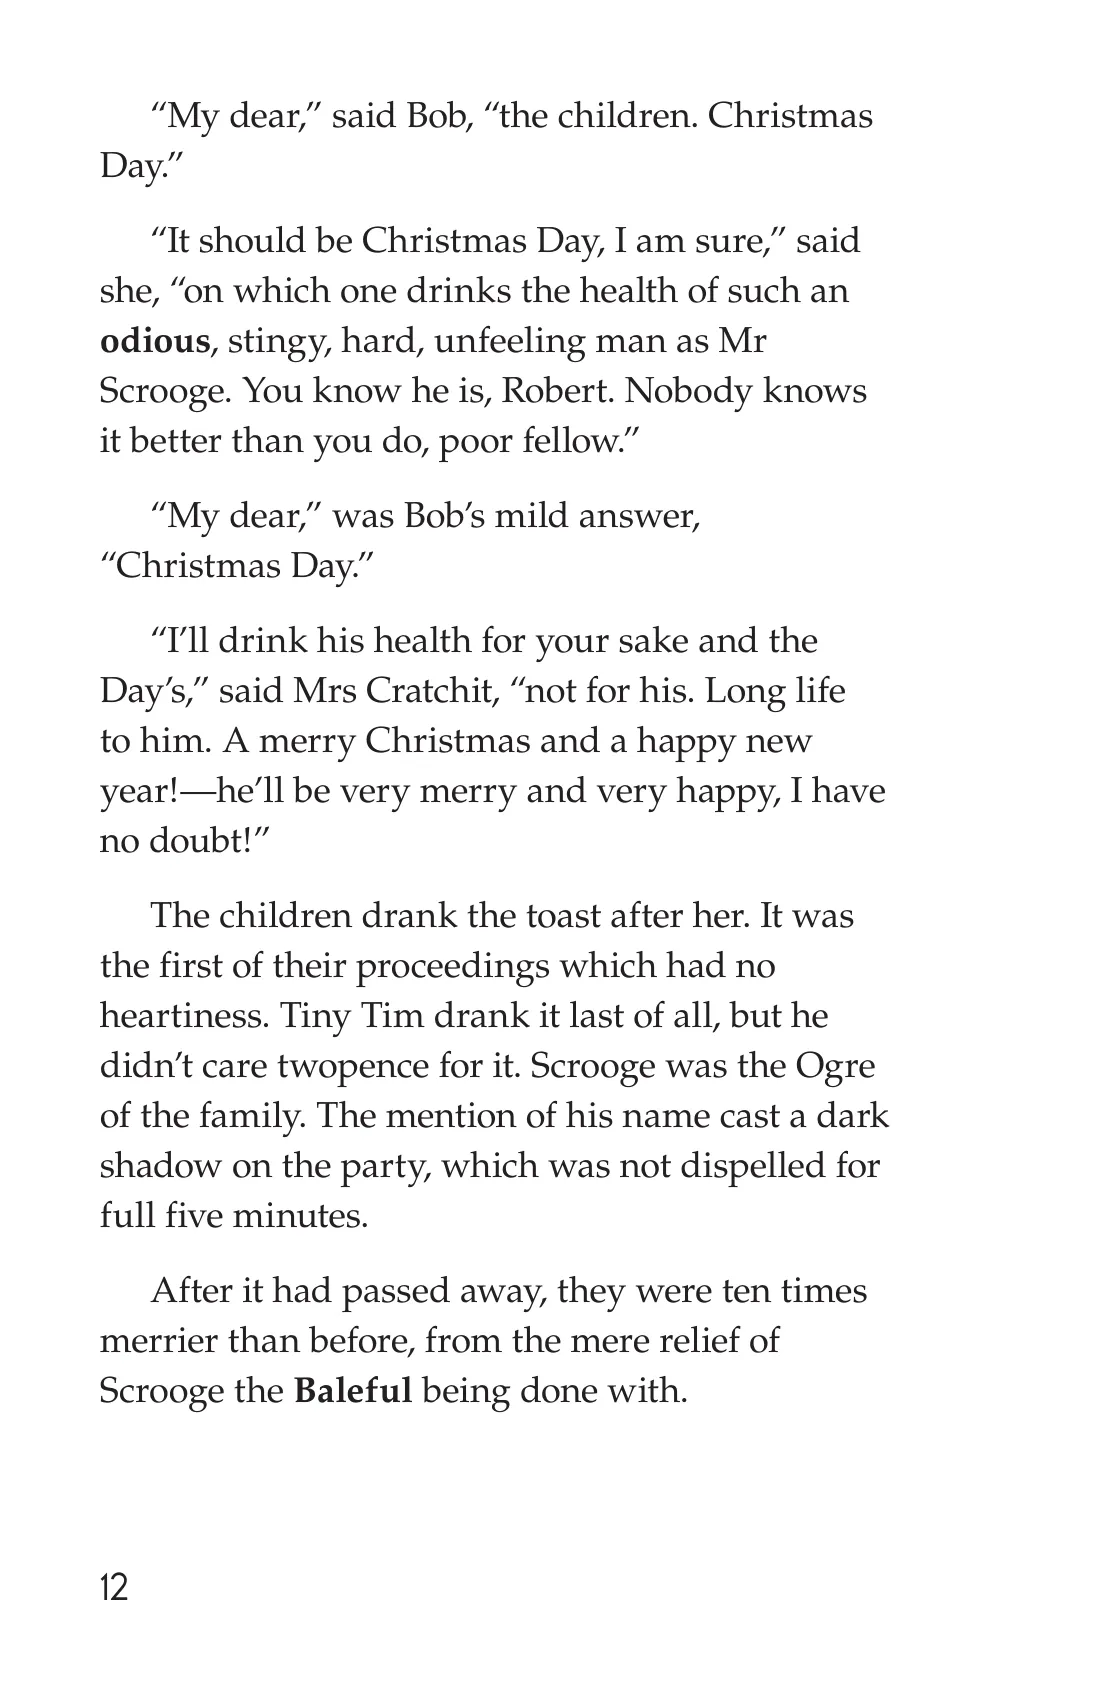 “My dear,” said Bob, “the children. Christmas
Day.”
“It should be Christmas Day, I am sure,” said
she, “on which one drinks the health of such an
odious, stingy, hard, unfeeling man as Mr
Scrooge. You know he is, Robert. Nobody knows
it better than you do, poor fellow.”
“My dear,” was Bob’s mild answer,
“Christmas Day.”
“I’ll drink his health for your sake and the
Day’s,” said Mrs Cratchit, “not for his. Long life
to him. A merry Christmas and a happy new
year!—he’ll be very merry and very happy, I have
no doubt!”
The children drank the toast after her. It was
the first of their proceedings which had no
heartiness. Tiny Tim drank it last of all, but he
didn’t care twopence for it. Scrooge was the Ogre
of the family. The mention of his name cast a dark
shadow on the party, which was not dispelled for
full five minutes.
After it had passed away, they were ten times
merrier than before, from the mere relief of
Scrooge the Baleful being done with.
12